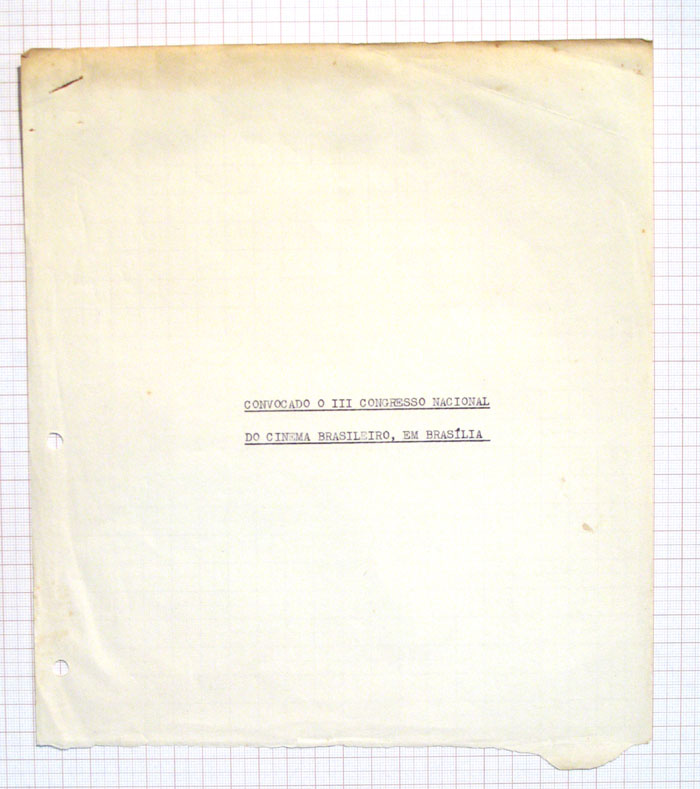 CONVOCADO O III CONGRESSO NACIONAL
DO CINEMA BRASILEIRO, EM BRASÍLIA